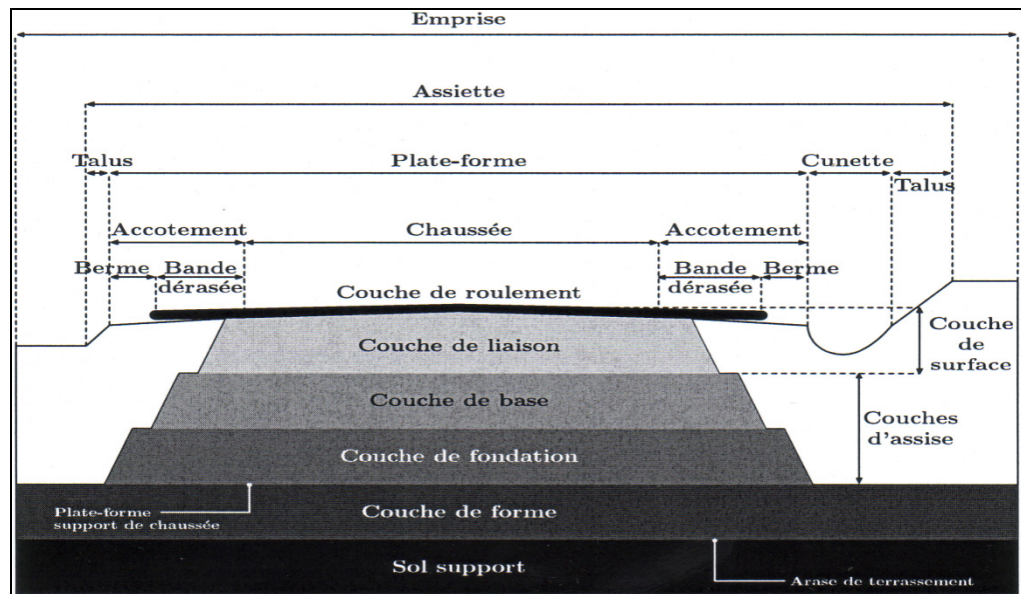 Emprise
Assiette
Talus
Plate-forme
Cunette
Talus
Accotement
Chaussée
Accotement
Berme
Bande
dérasée
Bande
dérasée
Berme
Couche de roulement
Couche de liaison
Couche
de
surface
Couche de base
Couches
d'assise
Couche de fondation
Plate-forme
support de chaussée
Couche de forme
Sol support
Arase de terrassement